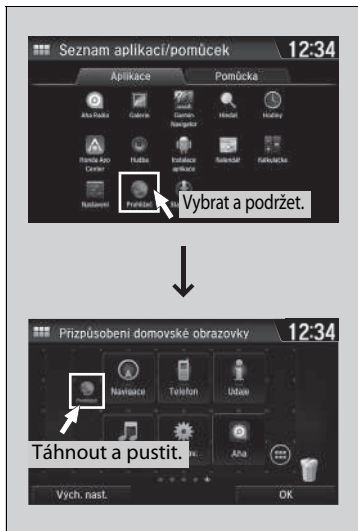 Seznam aplikací/pomůcek 12:34
Aplikace Pomůcka
Aha Radio Galerie Garmin Navigator Hledat Hodiny
Honda App Center Hudba Instalace aplikace Kalendář Kalkulačka
Nastavení Prohlížeč
Vybrat a podržet.
Přizpůsobení domovské obrazovky 12:34
Prohlížeč Navigace Telefon Údaje
Táhnout a pustit.
Aha
Vých. nast. OK